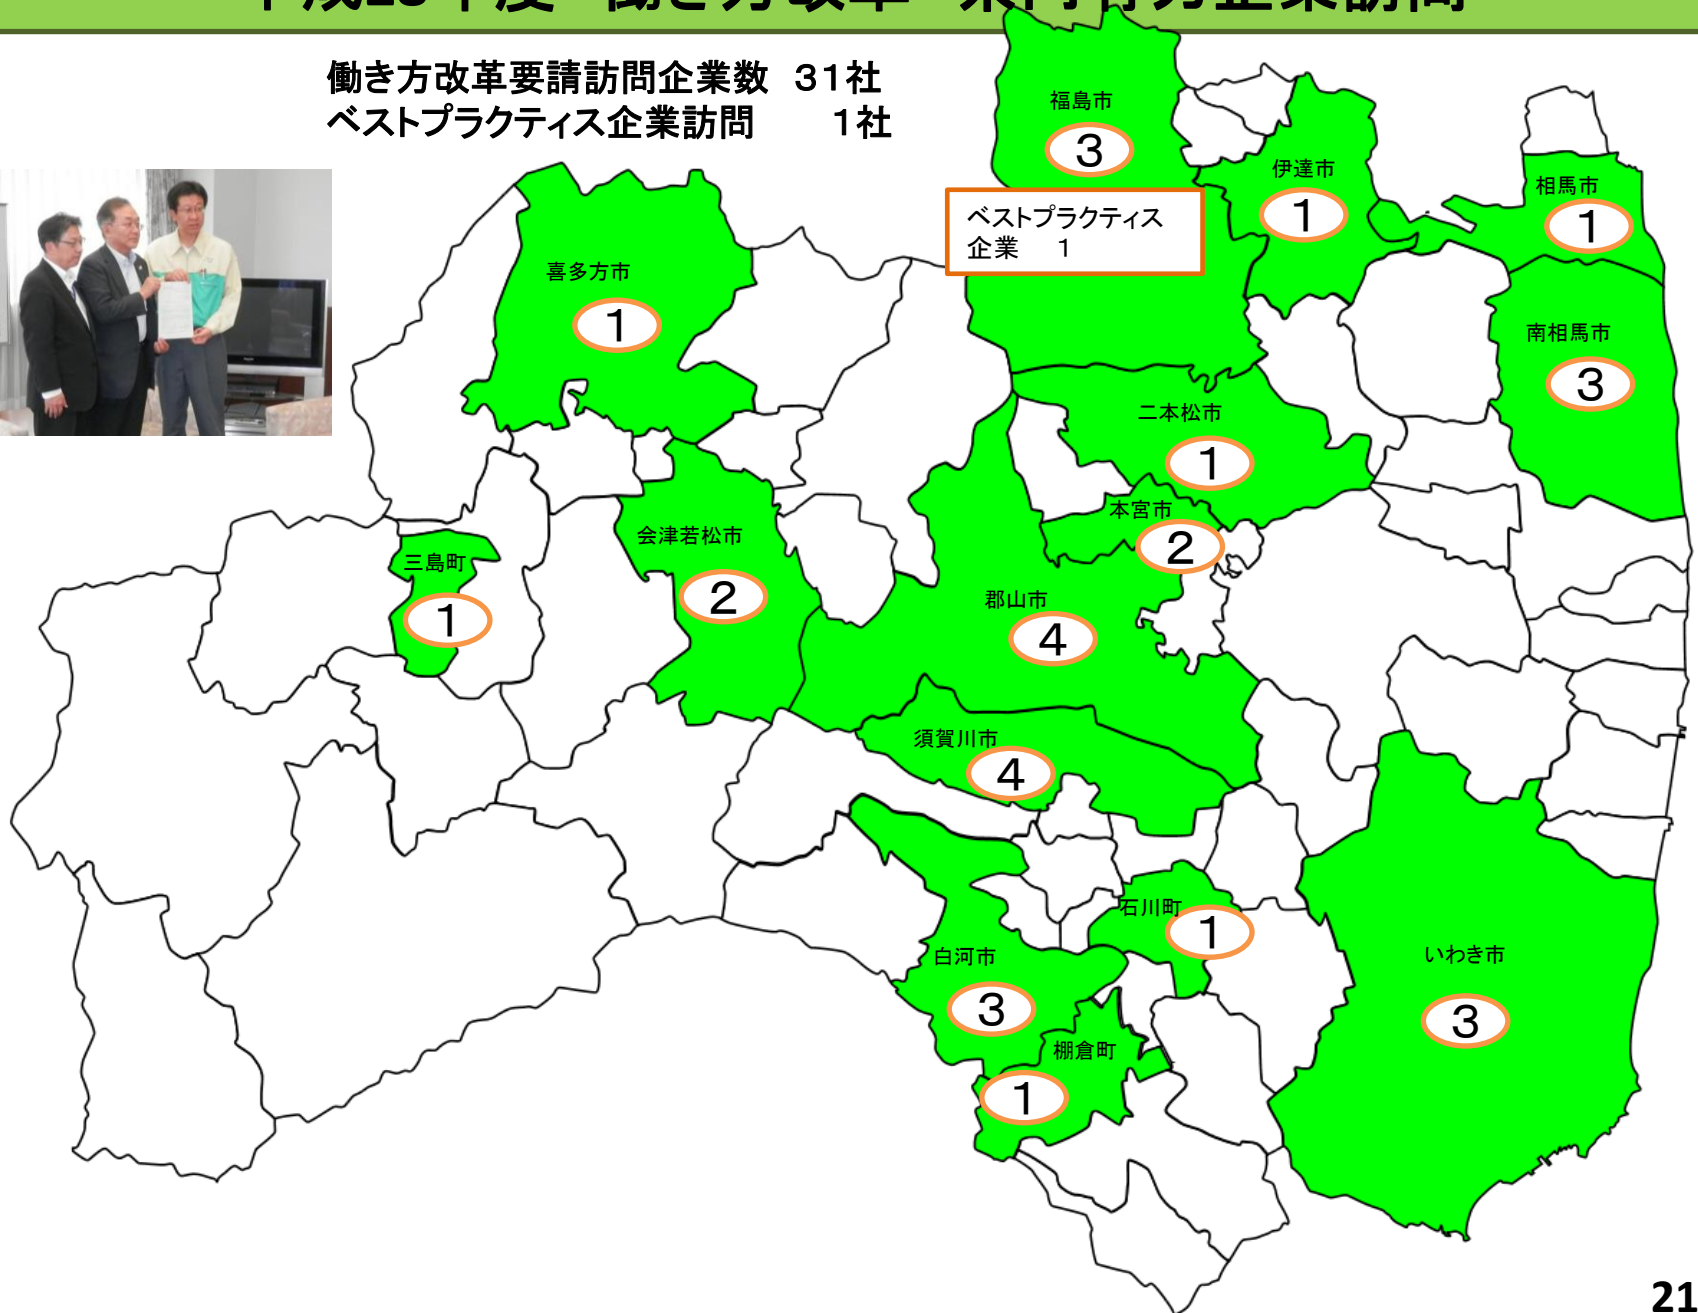 働き方改革要請訪問企業数 31社
ベストプラクティス企業訪問 1社
福島市
3
伊達市
1
相馬市
1
ベストプラクティス
企業 1
喜多方市
1
南相馬市
3
二本松市
1
本宮市
2
会津若松市
2
三島町
1
郡山市
4
須賀川市
4
石川町
1
白河市
3
いわき市
3
棚倉町
1
21